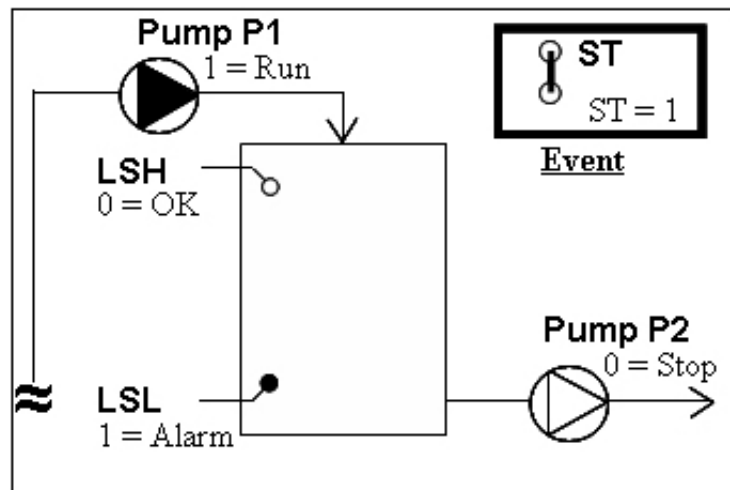 Pump P1
1 = Run
ST
ST = 1
Event
LSH
0 = OK
Pump P2
0 = Stop
LSL
1 = Alarm